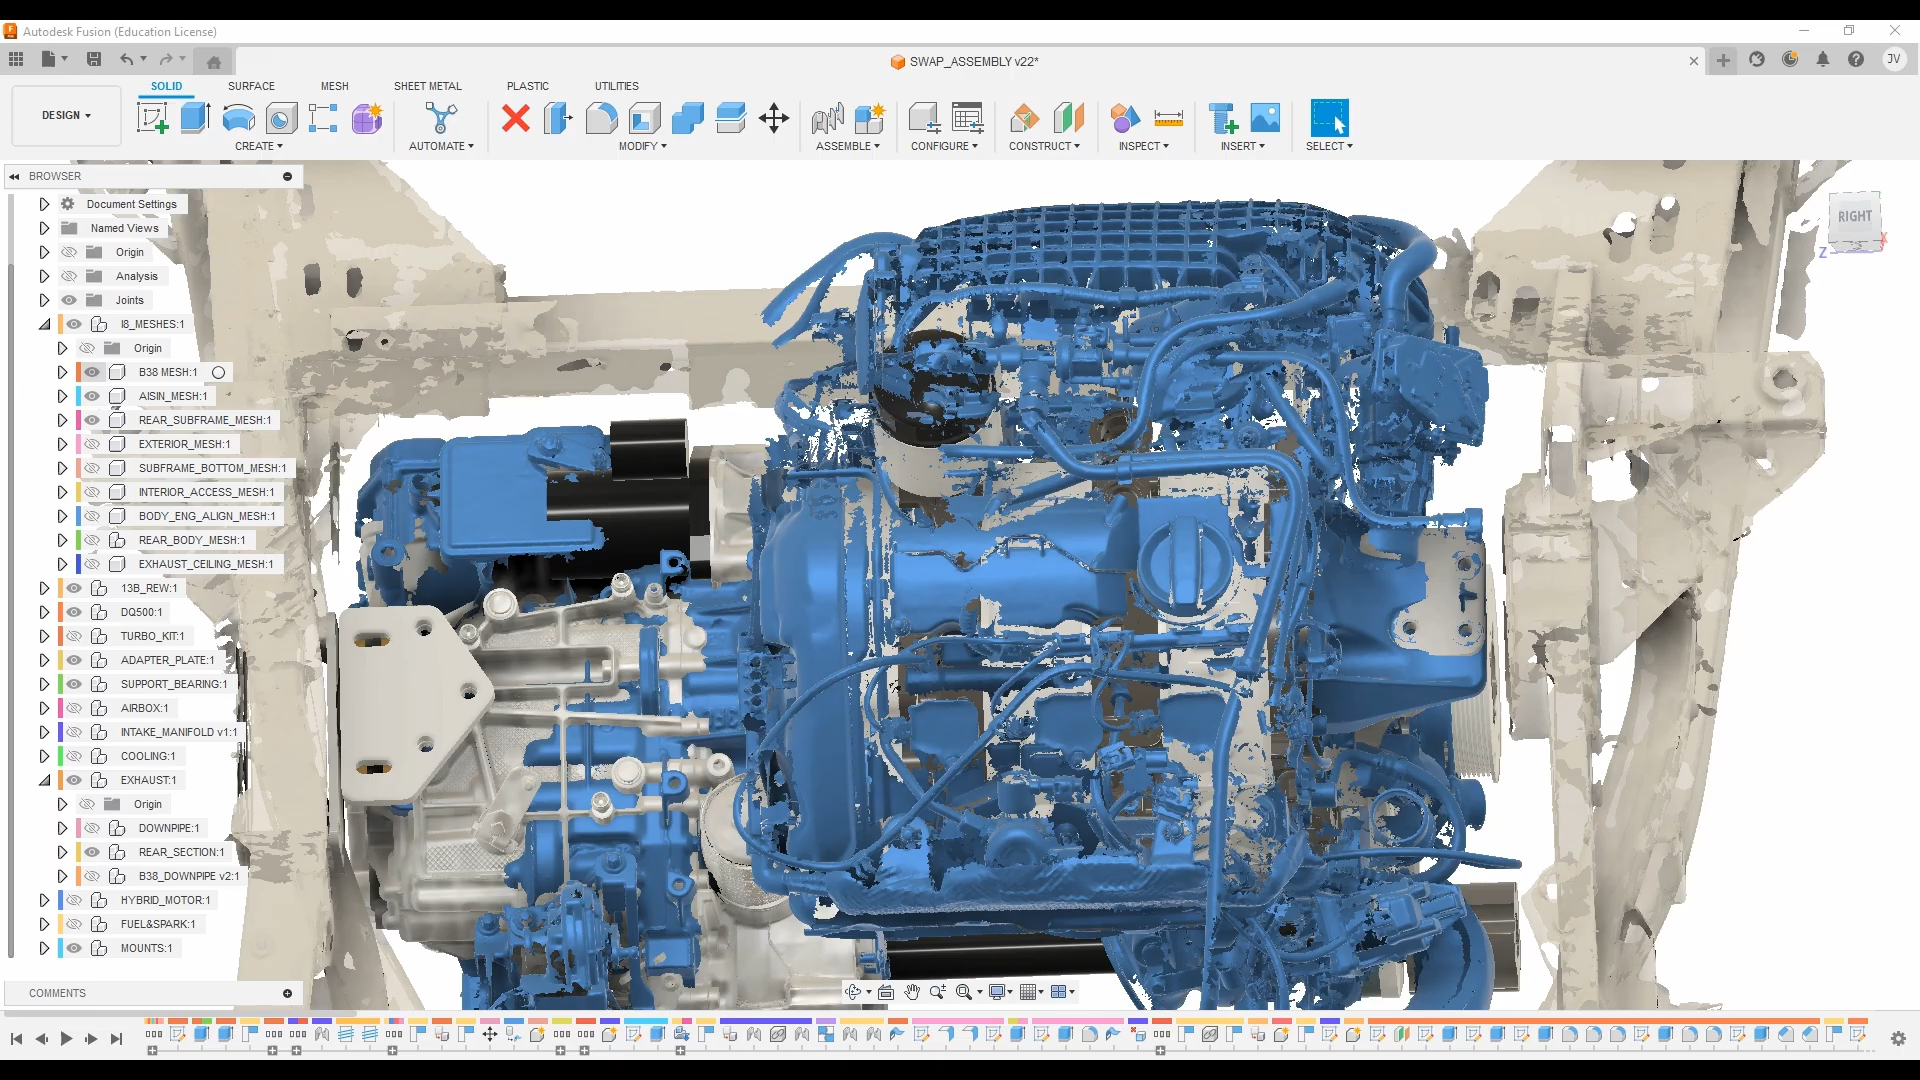 Autodesk Fusion (Education License)
SWAP_ASSEMBLY v22*
JV
DESIGN
SOLID
SURFACE
MESH
SHEET METAL
PLASTIC
UTILITIES
CREATE
AUTOMATE
MODIFY
ASSEMBLE
CONFIGURE
CONSTRUCT
INSPECT
INSERT
SELECT
BROWSER
Document Settings
Named Views
Origin
Analysis
Joints
I8_MESHES:1
Origin
B38 MESH:1
AISIN_MESH:1
REAR_SUBFRAME_MESH:1
EXTERIOR_MESH:1
SUBFRAME_BOTTOM_MESH:1
INTERIOR_ACCESS_MESH:1
BODY_ENG_ALIGN_MESH:1
REAR_BODY_MESH:1
EXHAUST_CEILING_MESH:1
13B_REW:1
DQ500:1
TURBO_KIT:1
ADAPTER_PLATE:1
SUPPORT_BEARING:1
AIRBOX:1
INTAKE_MANIFOLD v1:1
COOLING:1
EXHAUST:1
Origin
DOWNPIPE:1
REAR_SECTION:1
B38_DOWNPIPE v2:1
HYBRID_MOTOR:1
FUEL&SPARK:1
MOUNTS:1
COMMENTS
RIGHT
Z
X